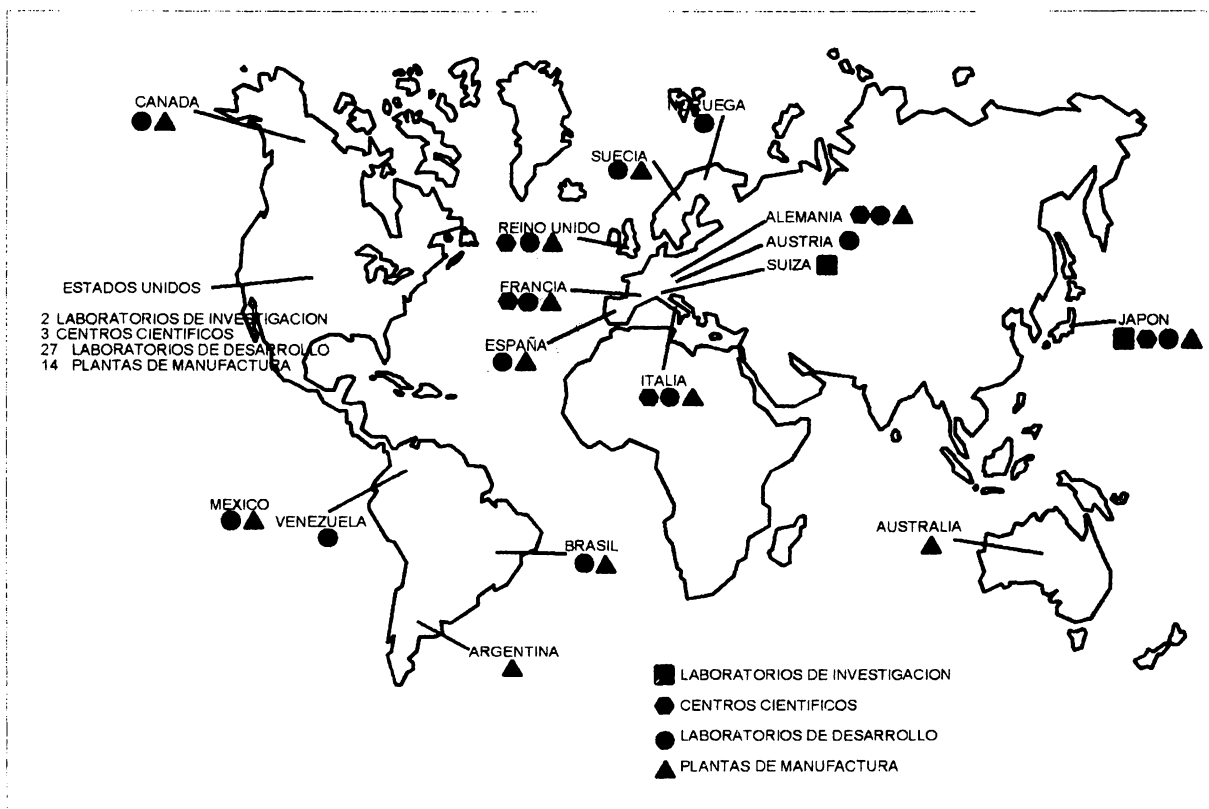 CANADA
NORUEGA
SUECIA
REINO UNIDO
ALEMANIA
AUSTRIA
SUIZA
ESTADOS UNIDOS
2 LABORATORIOS DE INVESTIGACION
3 CENTROS CIENTIFICOS
27 LABORATORIOS DE DESARROLLO
14 PLANTAS DE MANUFACTURA
FRANCIA
ESPAÑA
ITALIA
JAPON
MEXICO
VENEZUELA
BRASIL
AUSTRALIA
ARGENTINA
LABORATORIOS DE INVESTIGACION
CENTROS CIENTIFICOS
LABORATORIOS DE DESARROLLO
PLANTAS DE MANUFACTURA